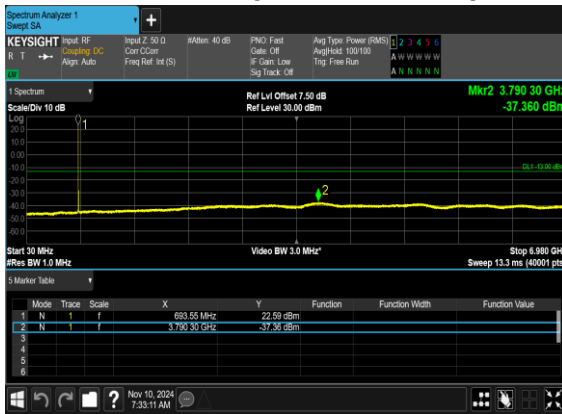 Spectrum Analyzer 1
Swept SA
KEYSIGHT Input: RF Input Z: 50 Ω #Atten: 40 dB PNO: Fast Avg Type: Power (RMS) 1 2 3 4 5 6
R T Coupling: DC Corr CCorr Gate: Off Avg|Hold: 100/100 A W W W W W
Align: Auto Freq Ref: Int (S) IF Gain: Low Trig: Free Run
LW Sig Track: Off A N N N N N
1 Spectrum Ref Lvl Offset 7.50 dB Mkr2 3.790 30 GHz
Scale/Div 10 dB Ref Level 30.00 dBm -37.360 dBm
Log
20.0
10.0
0.00
-10.0
-20.0
-30.0
-40.0
-50.0
-60.0
1
DL1 -13.00 dBm
2
Start 30 MHz Video BW 3.0 MHz* Stop 6.980 GHz
#Res BW 1.0 MHz Sweep 13.3 ms (40001 pts)
5 Marker Table
Mode Trace Scale X Y Function Function Width Function Value
1 N 1 f 693.55 MHz 22.59 dBm
2 N 1 f 3.790 30 GHz -37.36 dBm
3
4
5
6
? Nov 10, 2024
7:33:11 AM